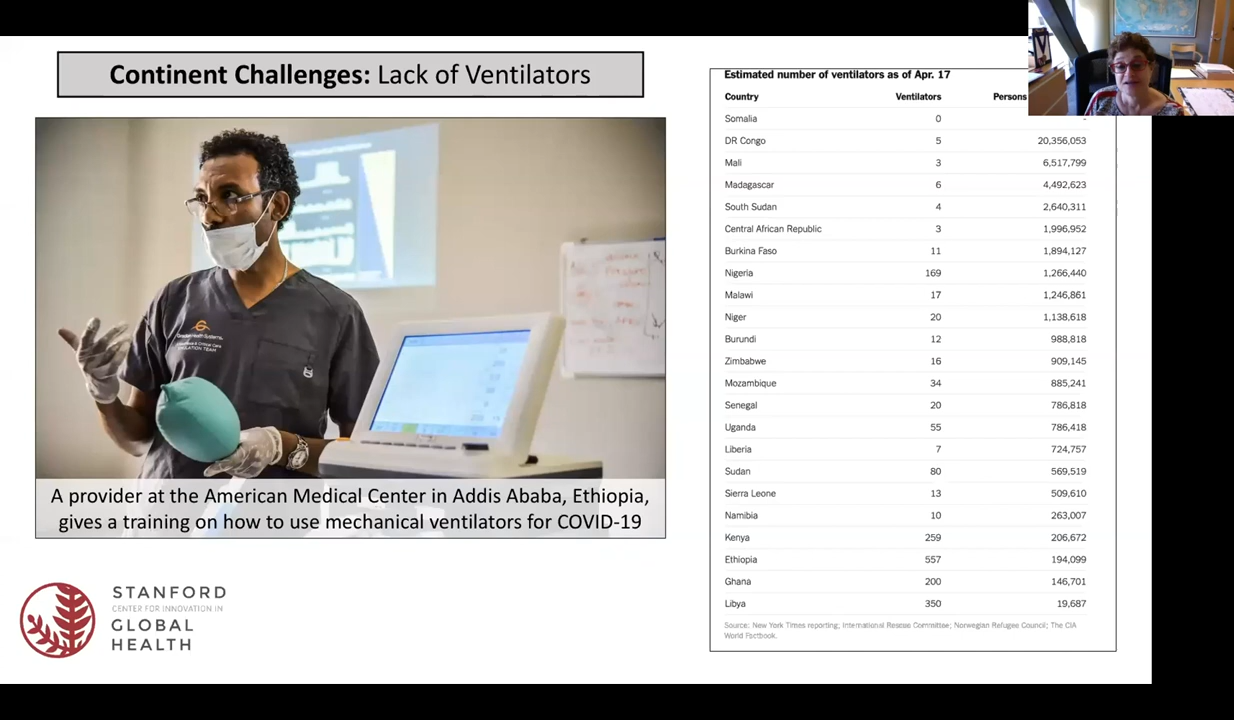 Continent Challenges: Lack of Ventilators
A provider at the American Medical Center in Addis Ababa, Ethiopia,
gives a training on how to use mechanical ventilators for COVID-19
STANFORD
CENTER FOR INNOVATION IN
GLOBAL
HEALTH
Estimated number of ventilators as of Apr. 17
Country Ventilators Persons
Somalia 0 -
DR Congo 5 20,356,053
Mali 3 6,517,799
Madagascar 6 4,492,623
South Sudan 4 2,640,311
Central African Republic 3 1,996,952
Burkina Faso 11 1,894,127
Nigeria 169 1,266,440
Malawi 17 1,246,861
Niger 20 1,138,618
Burundi 12 988,818
Zimbabwe 16 909,145
Mozambique 34 885,241
Senegal 20 786,818
Uganda 55 786,418
Liberia 7 724,757
Sudan 80 569,519
Sierra Leone 13 509,610
Namibia 10 263,007
Kenya 259 206,672
Ethiopia 557 194,099
Ghana 200 146,701
Libya 350 19,687
Source: New York Times reporting; International Rescue Committee; Norwegian Refugee Council; The CIA
World Factbook.